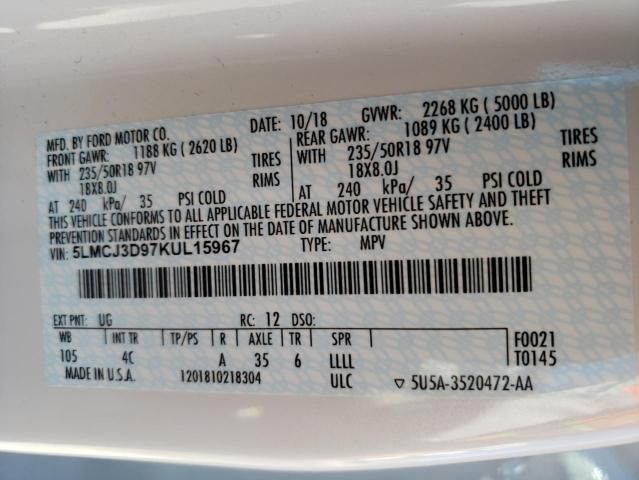 MFD. BY FORD MOTOR CO. DATE: 10/18 GVWR: 2268 KG ( 5000 LB)
FRONT GAWR: 1188 KG ( 2620 LB) REAR GAWR: 1089 KG ( 2400 LB)
WITH 235/50R18 97V TIRES WITH 235/50R18 97V TIRES
18X8.0J RIMS 18X8.0J RIMS
AT 240 kPa/ 35 PSI COLD AT 240 kPa/ 35 PSI COLD
THIS VEHICLE CONFORMS TO ALL APPLICABLE FEDERAL MOTOR VEHICLE SAFETY AND THEFT
PREVENTION STANDARDS IN EFFECT ON THE DATE OF MANUFACTURE SHOWN ABOVE.
VIN: 5LMCJ3D97KUL15967 TYPE: MPV
EXT PNT: UG RC: 12 DSO:
WB INT TR TP/PS R AXLE TR SPR F0021
105 4C A 35 6 LLLL T0145
MADE IN U.S.A. 1201810218304 ULC ▽ 5U5A-3520472-AA